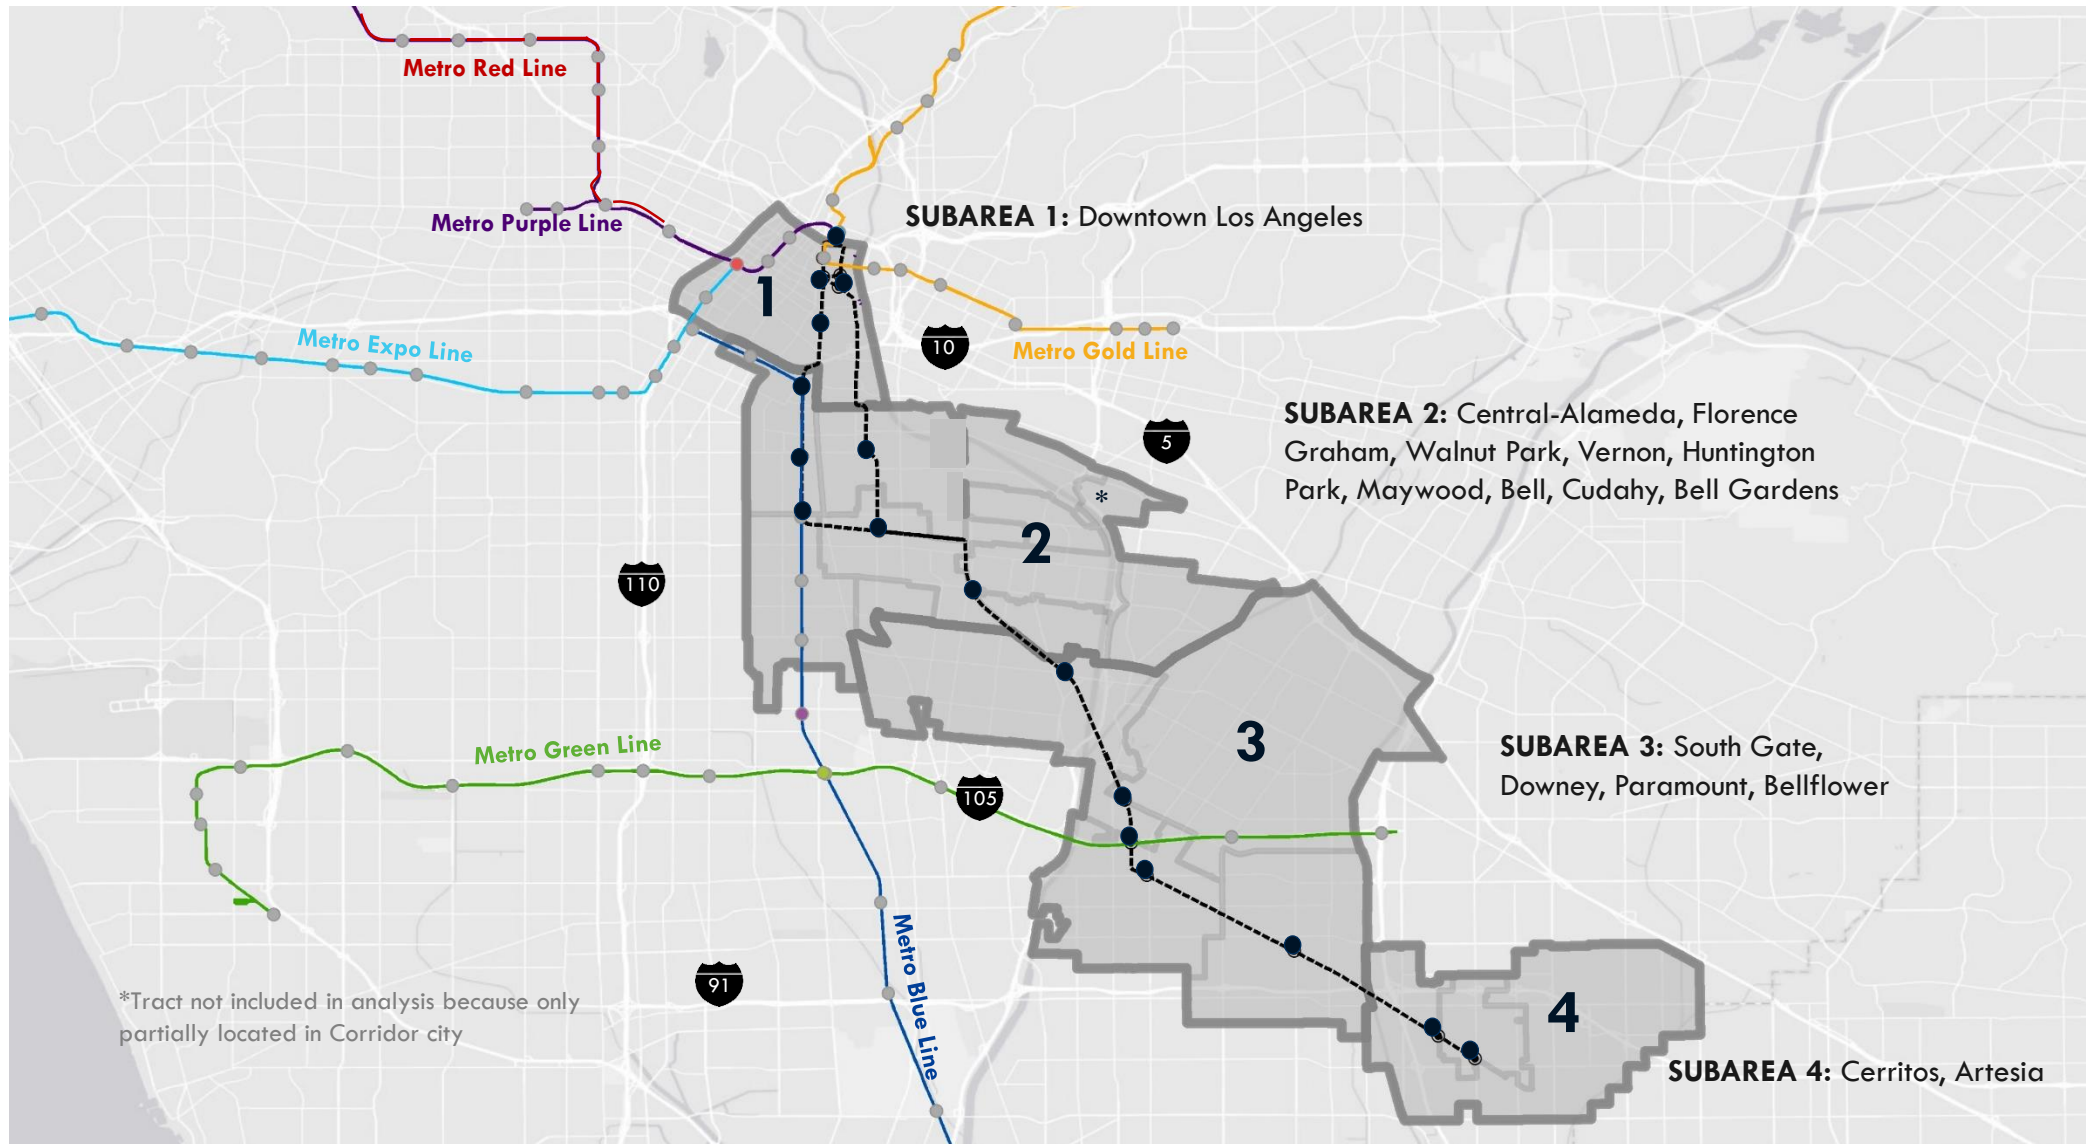 Metro Red Line
Metro Purple Line
SUBAREA 1: Downtown Los Angeles
1
Metro Expo Line
10
Metro Gold Line
SUBAREA 2: Central-Alameda, Florence
Graham, Walnut Park, Vernon, Huntington
Park, Maywood, Bell, Cudahy, Bell Gardens
5
*
2
110
3
Metro Green Line
SUBAREA 3: South Gate,
Downey, Paramount, Bellflower
105
91
Metro Blue Line
*Tract not included in analysis because only
partially located in Corridor city
4
SUBAREA 4: Cerritos, Artesia